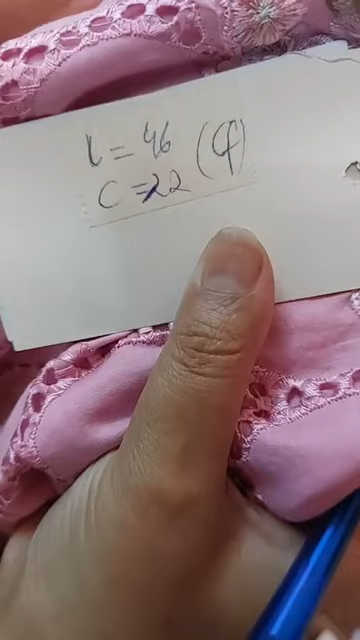 L = 46 (4)
C = 22